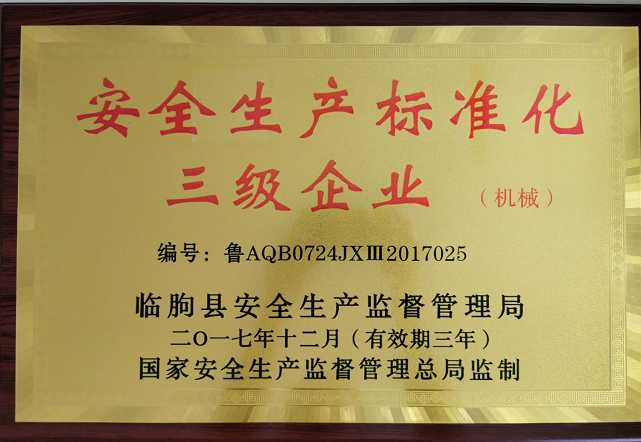 安全生产标准化
三级企业 （机械）
编号：鲁AQB0724JXⅢ2017025
临朐县安全生产监督管理局
二O一七年十二月（有效期三年）
国家安全生产监督管理总局监制